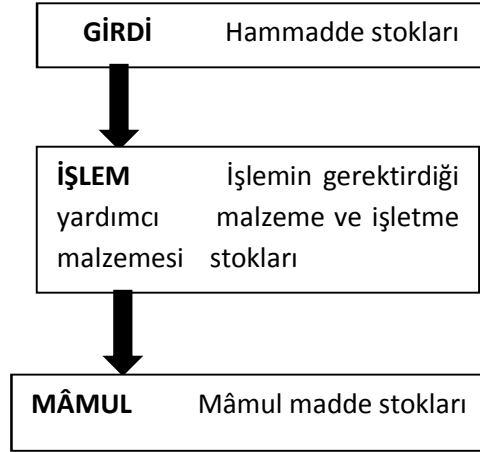 GİRDİ Hammadde stokları
İŞLEM İşlemin gerektirdiği
yardımcı malzeme ve işletme
malzemesi stokları
MÂMUL Mâmul madde stokları